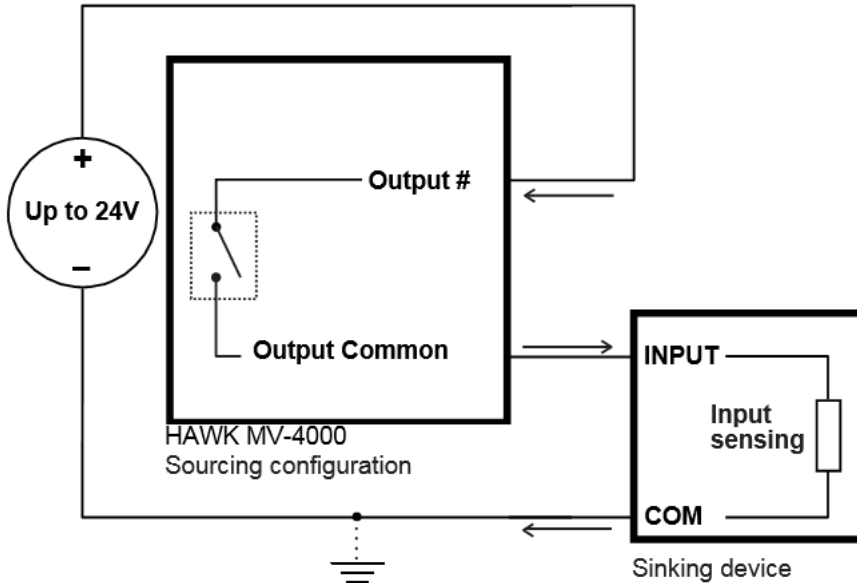 +
Up to 24V
−
Output #
Output Common
HAWK MV-4000
Sourcing configuration
INPUT
Input
sensing
COM
Sinking device